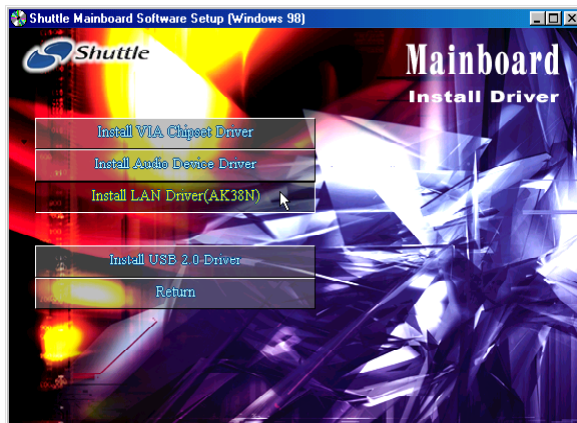 Shuttle Mainboard Software Setup (Windows 98)
Shuttle
Mainboard
Install Driver
Install VIA Chipset Driver
Install Audio Device Driver
Install LAN Driver(AK38N)
Install USB 2.0 Driver
Return